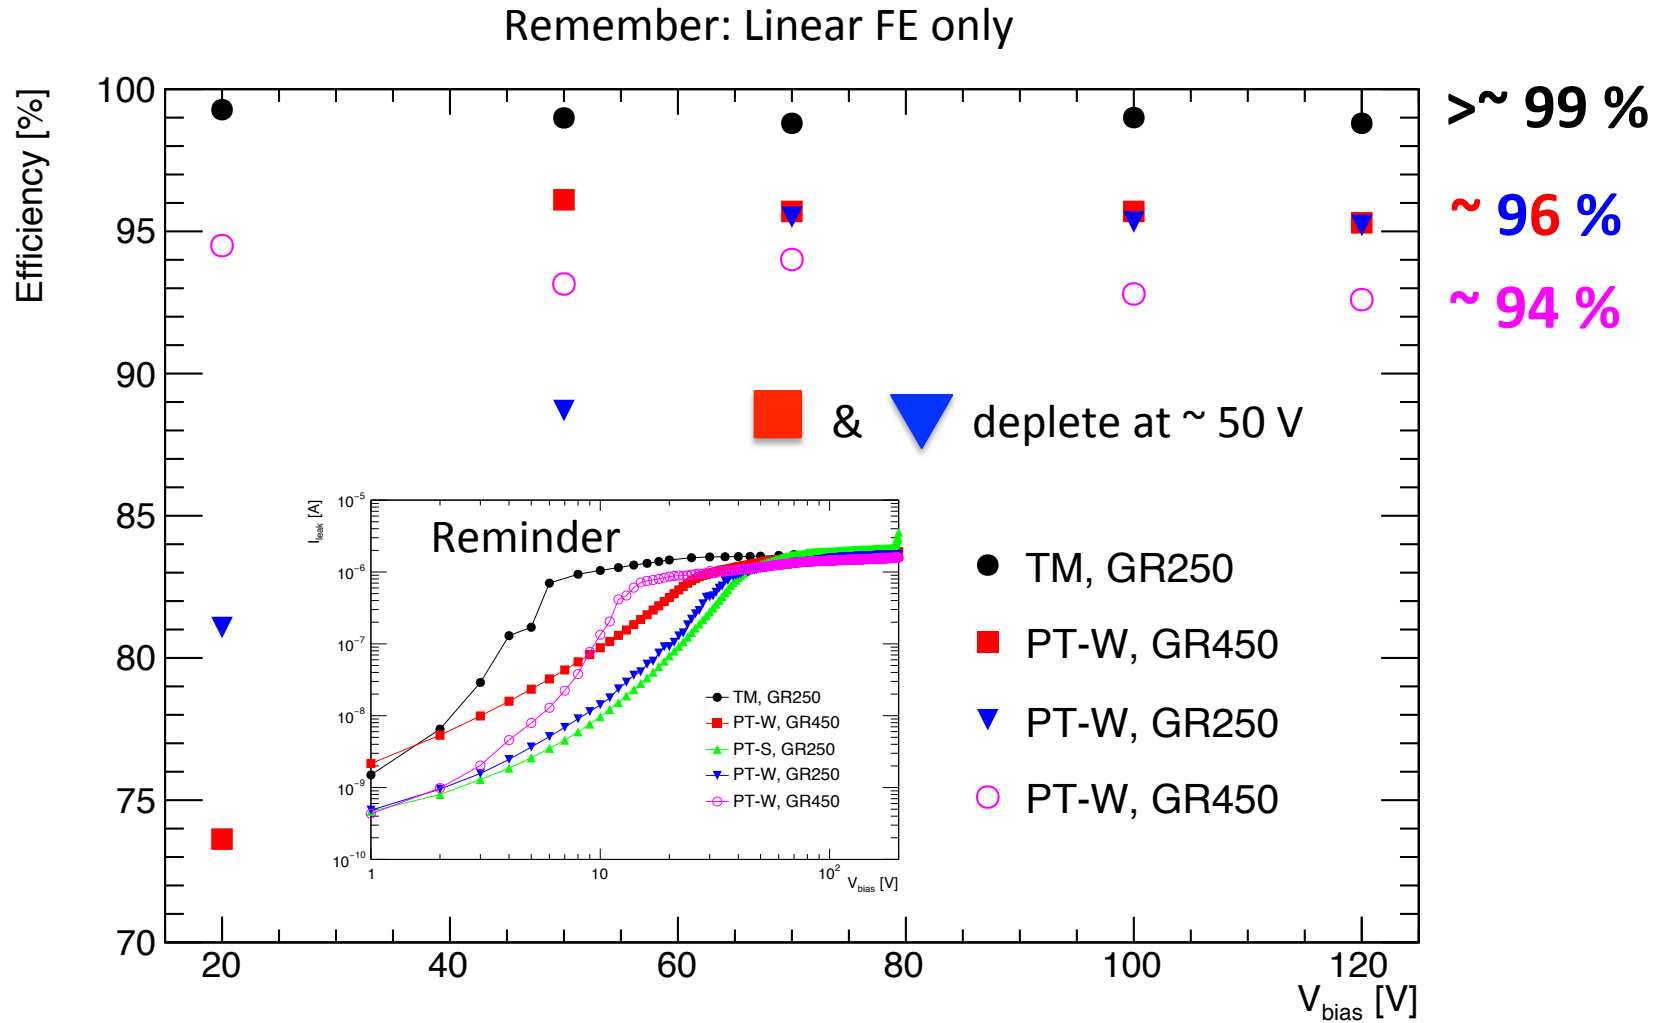 Remember: Linear FE only
Efficiency [%]
100
95
90
85
80
75
70
20
40
60
80
100
120
V_bias [V]
>~ 99 %
~ 96 %
~ 94 %
& deplete at ~ 50 V
TM, GR250
PT-W, GR450
PT-W, GR250
PT-W, GR450
Reminder
I_leak [A]
10⁻⁵
10⁻⁶
10⁻⁷
10⁻⁸
10⁻⁹
10⁻¹⁰
1
10
10²
V_bias [V]
TM, GR250
PT-W, GR450
PT-S, GR250
PT-W, GR250
PT-W, GR450